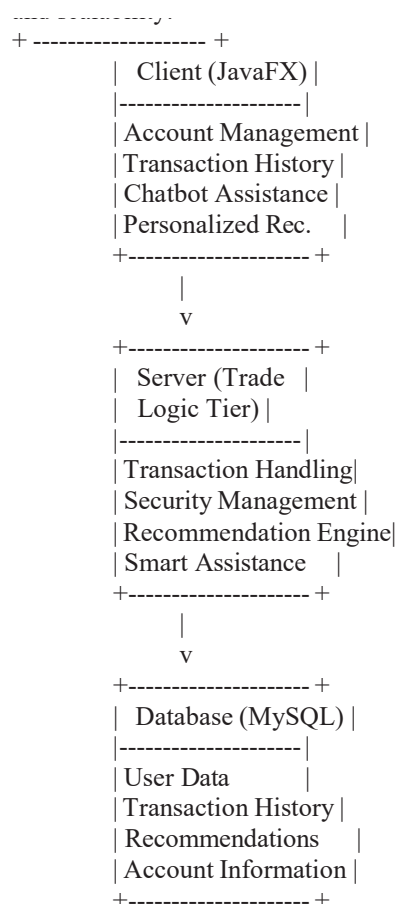 + -------------------- +
| Client (JavaFX) |
|---------------------|
| Account Management |
| Transaction History |
| Chatbot Assistance |
| Personalized Rec. |
+--------------------- +
|
v
+--------------------- +
| Server (Trade |
| Logic Tier) |
|---------------------|
| Transaction Handling|
| Security Management |
| Recommendation Engine|
| Smart Assistance |
+--------------------- +
|
v
+--------------------- +
| Database (MySQL) |
|---------------------|
| User Data |
| Transaction History |
| Recommendations |
| Account Information |
+--------------------- +